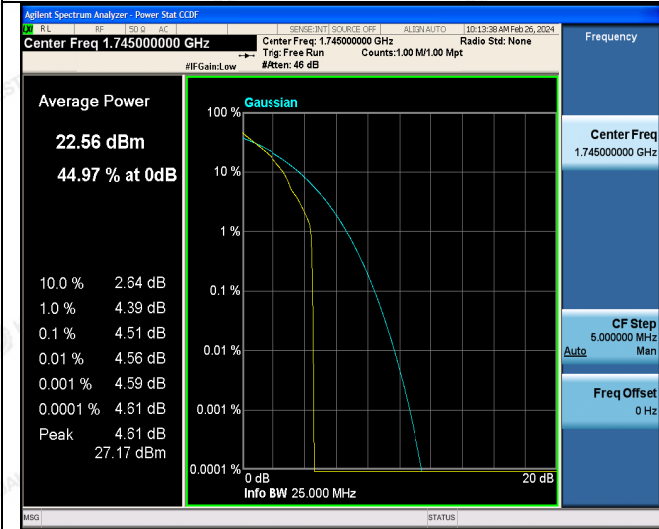 Agilent Spectrum Analyzer - Power Stat CCDF
LXI RL RF 50 Ω AC SENSE:INT SOURCE OFF ALIGN AUTO 10:13:38 AM Feb 26, 2024
Center Freq 1.745000000 GHz
Center Freq: 1.745000000 GHz Radio Std: None
Trig: Free Run Counts:1.00 M/1.00 Mpt
#IFGain:Low #Atten: 46 dB
Frequency
Average Power
22.56 dBm
44.97 % at 0dB
10.0 % 2.64 dB
1.0 % 4.39 dB
0.1 % 4.51 dB
0.01 % 4.56 dB
0.001 % 4.59 dB
0.0001 % 4.61 dB
Peak 4.61 dB
27.17 dBm
Gaussian
100 %
10 %
1 %
0.1 %
0.01 %
0.001 %
0.0001 %
0 dB 20 dB
Info BW 25.000 MHz
Center Freq
1.745000000 GHz
CF Step
5.000000 MHz
Auto Man
Freq Offset
0 Hz
MSG STATUS